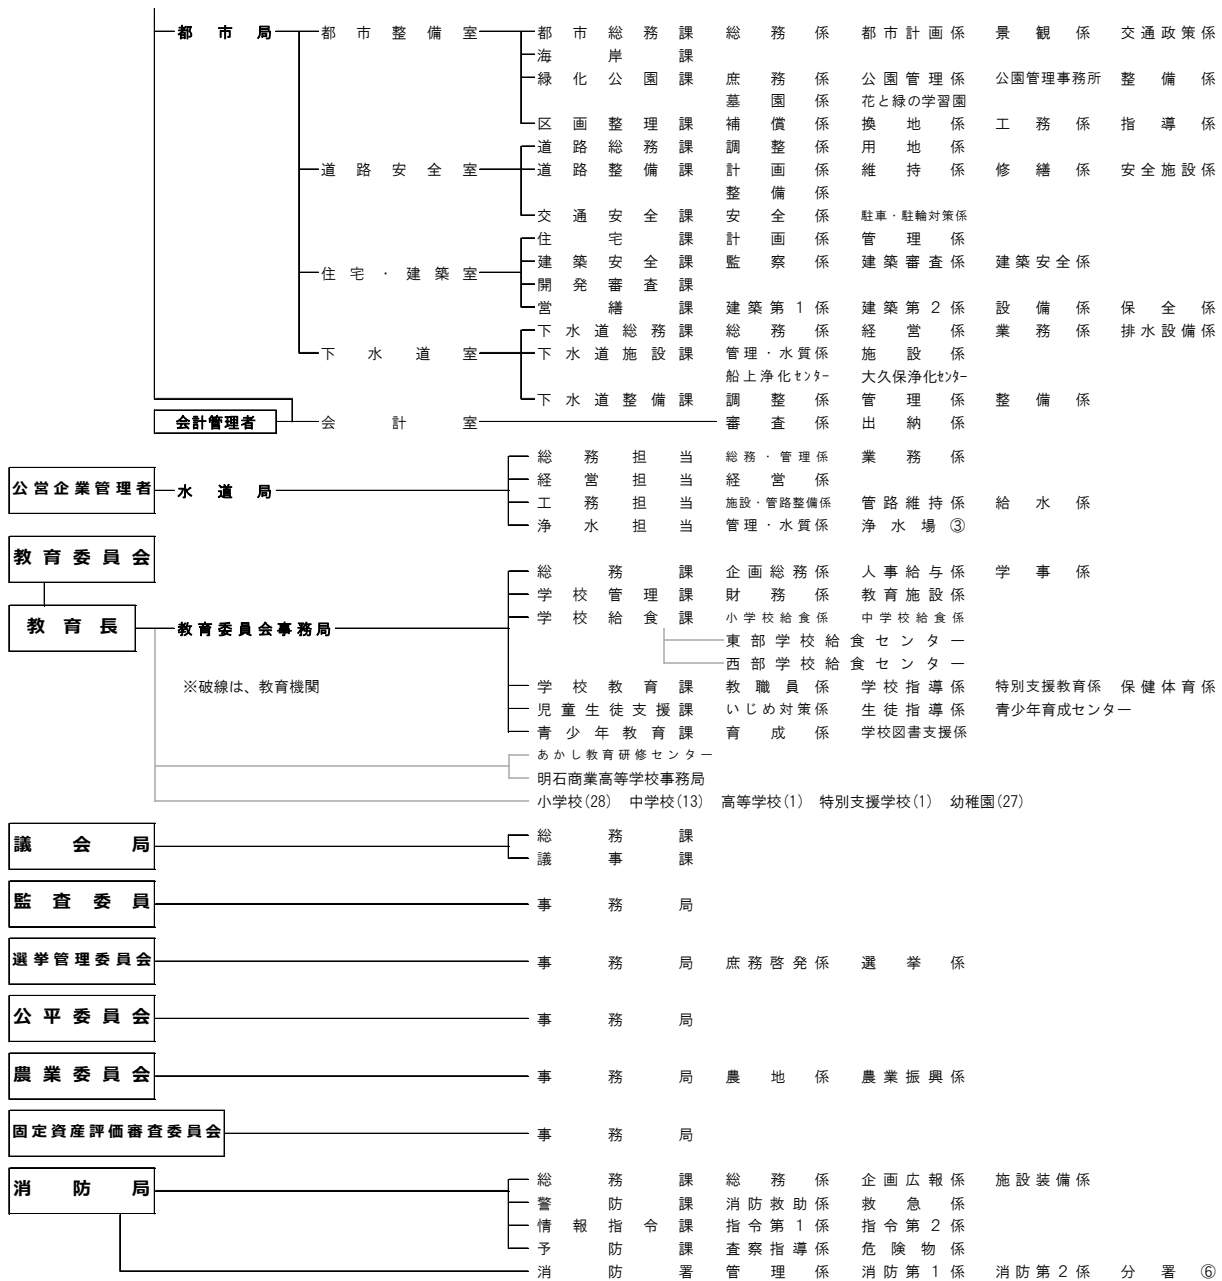 都市局 都市整備室 都市総務課 総務係 都市計画係 景観係 交通政策係
海岸課
緑化公園課 庶務係 公園管理係 公園管理事務所 整備係
墓園係 花と緑の学習園
区画整理課 補償係 換地係 工務係 指導係
道路総務課 調整係 用地係
道路安全室 道路整備課 計画係 維持係 修繕係 安全施設係
整備係
交通安全課 安全係 駐車・駐輪対策係
住宅課 計画係 管理係
住宅・建築室 建築安全課 監察係 建築審査係 建築安全係
開発審査課
営繕課 建築第1係 建築第2係 設備係 保全係
下水道総務課 総務係 経営係 業務係 排水設備係
下水道室 下水道施設課 管理・水質係 施設係
船上浄化センター 大久保浄化センター
下水道整備課 調整係 管理係 整備係
会計管理者 会計室 審査係 出納係
総務担当 総務・管理係 業務係
公営企業管理者 水道局 経営担当 経営係
工務担当 施設・管路整備係 管路維持係 給水係
浄水担当 管理・水質係 浄水場③
教育委員会
総務課 企画総務係 人事給与係 学事係
学校管理課 財務係 教育施設係
学校給食課 小学校給食係 中学校給食係
教育長 教育委員会事務局
東部学校給食センター
西部学校給食センター
※破線は、教育機関 学校教育課 教職員係 学校指導係 特別支援教育係 保健体育係
児童生徒支援課 いじめ対策係 生徒指導係 青少年育成センター
青少年教育課 育成係 学校図書支援係
あかし教育研修センター
明石商業高等学校事務局
小学校(28) 中学校(13) 高等学校(1) 特別支援学校(1) 幼稚園(27)
議会局 総務課
議事課
監査委員 事務局
選挙管理委員会 事務局 庶務啓発係 選挙係
公平委員会 事務局
農業委員会 事務局 農地係 農業振興係
固定資産評価審査委員会 事務局
消防局 総務課 総務係 企画広報係 施設装備係
警防課 消防救助係 救急係
情報指令課 指令第1係 指令第2係
予防課 査察指導係 危険物係
消防署 管理係 消防第1係 消防第2係 分署⑥